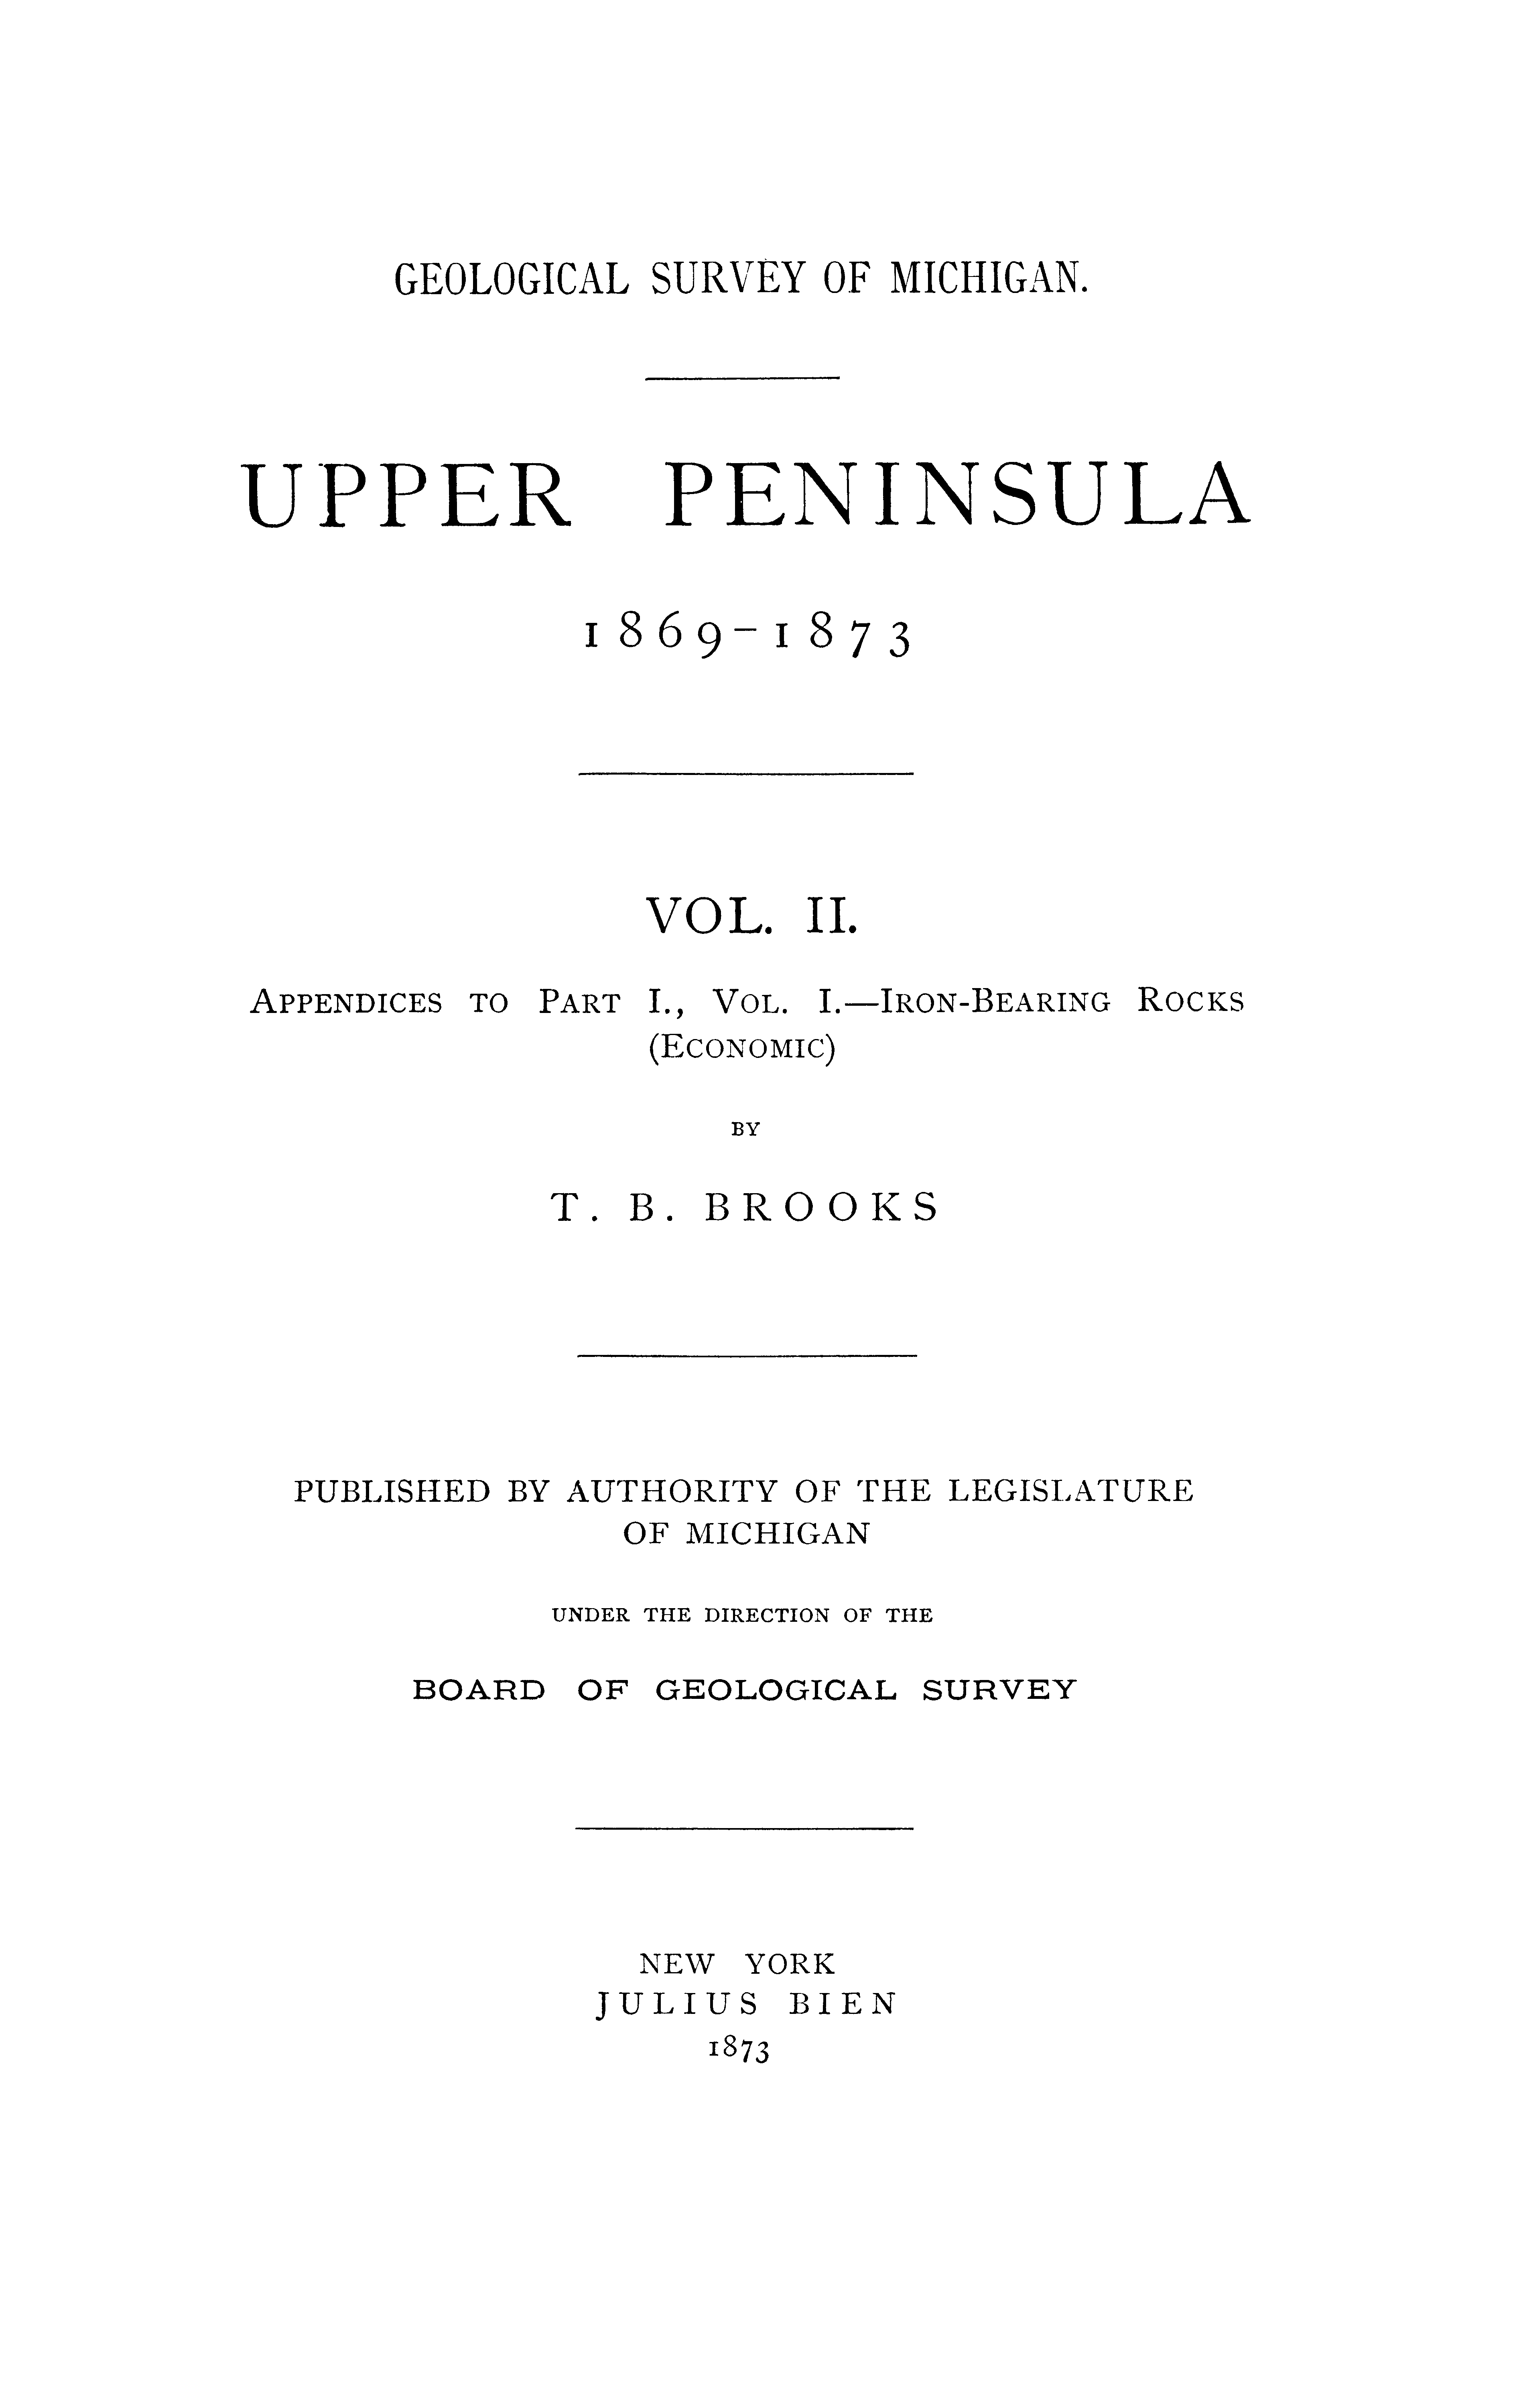 GEOLOGICAL SURVEY OF MICHIGAN.
UPPER PENINSULA
1869-1873
VOL. II.
APPENDICES TO PART I., VOL. I.—IRON-BEARING ROCKS
(ECONOMIC)
BY
T. B. BROOKS
PUBLISHED BY AUTHORITY OF THE LEGISLATURE
OF MICHIGAN
UNDER THE DIRECTION OF THE
BOARD OF GEOLOGICAL SURVEY
NEW YORK
JULIUS BIEN
1873